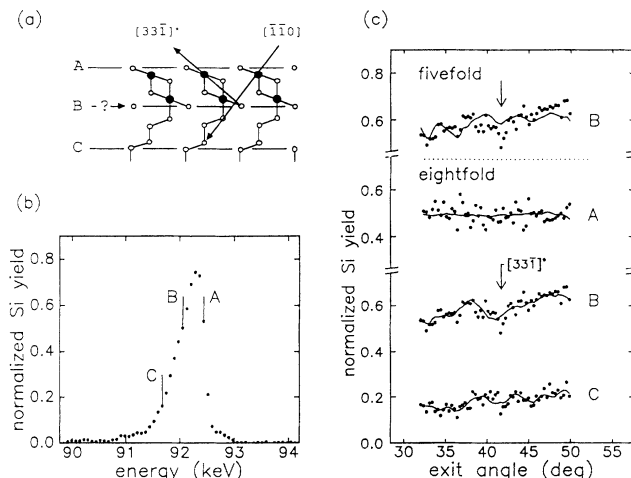 (a)
[331̄]*
[1̄1̄0]
A
B -?
C
(b)
normalized Si yield
0.8
0.6
0.4
0.2
0.0
B
A
C
90
91
92
93
94
energy (keV)
(c)
normalized Si yield
0.8
fivefold
0.6
B
eightfold
0.6
A
0.4
[331̄]*
0.6
B
0.4
0.2
C
0.0
30
35
40
45
50
55
exit angle (deg)